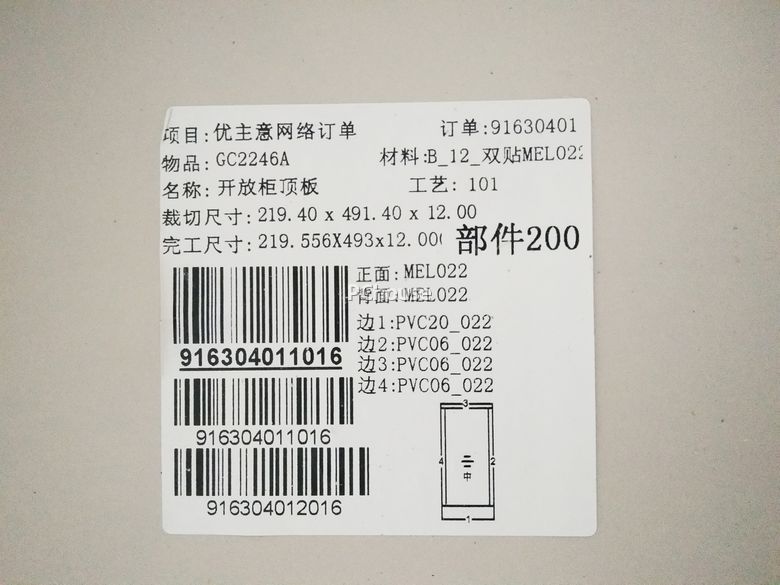 项目:优主意网络订单 订单:91630401
物品:GC2246A 材料:B_12_双贴MEL022
名称:开放柜顶板 工艺:101
裁切尺寸:219.40 x 491.40 x 12.00
完工尺寸:219.556X493x12.00( 部件200
正面:MEL022
背面:MEL022
PChouse
边1:PVC20_022
边2:PVC06_022
边3:PVC06_022
边4:PVC06_022
916304011016
916304011016
916304012016
3
4 2
中
1